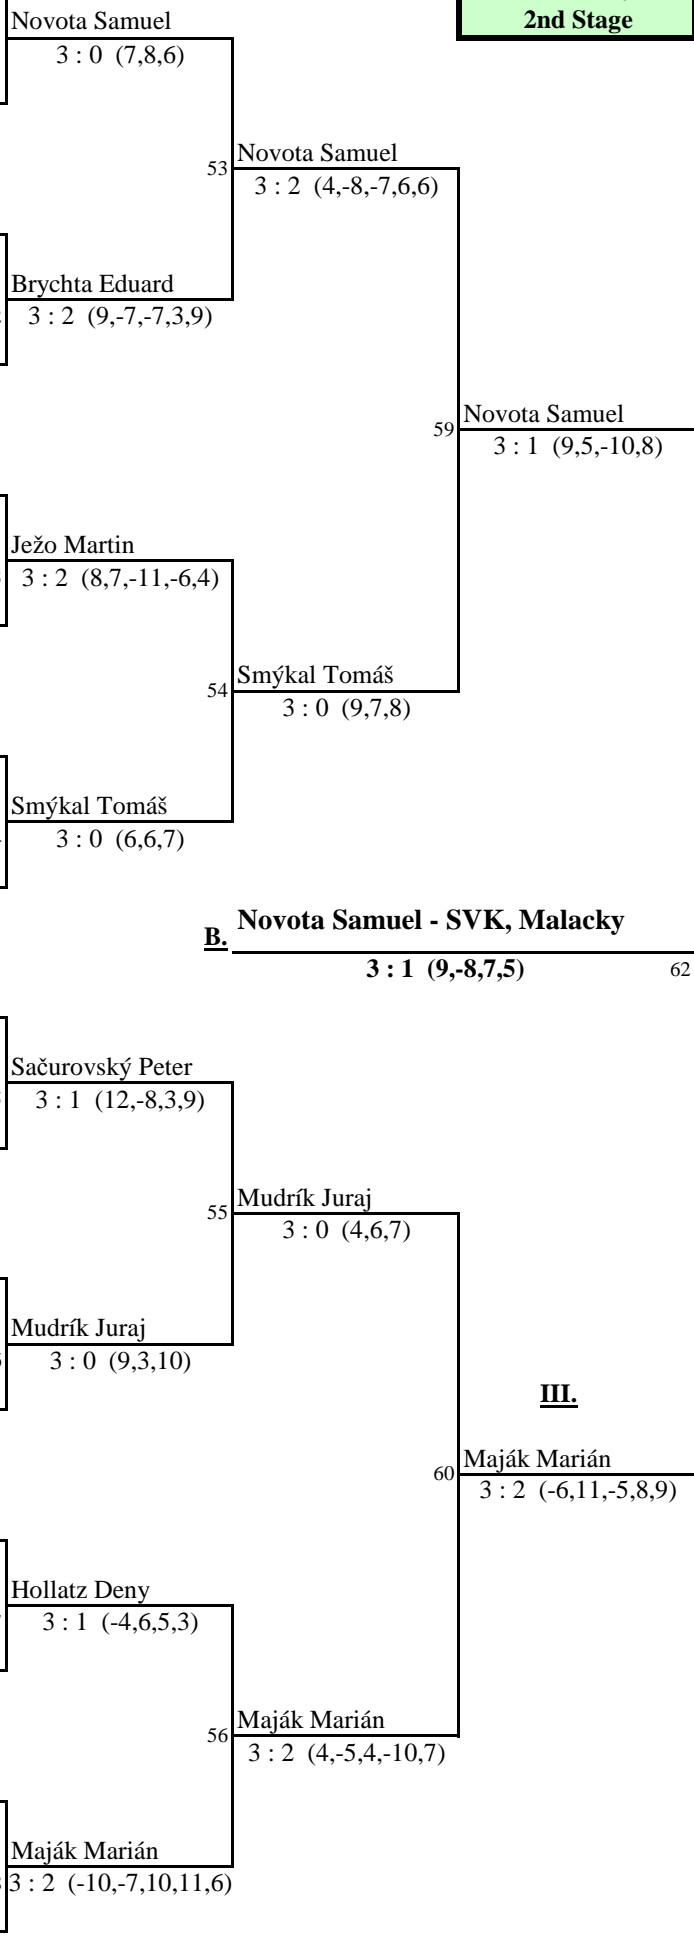 Novota Samuel
2nd Stage
3 : 0 (7,8,6)
Novota Samuel
53
3 : 2 (4,-8,-7,6,6)
Brychta Eduard
3 : 2 (9,-7,-7,3,9)
Novota Samuel
59
3 : 1 (9,5,-10,8)
Ježo Martin
3 : 2 (8,7,-11,-6,4)
Smýkal Tomáš
54
3 : 0 (9,7,8)
Smýkal Tomáš
3 : 0 (6,6,7)
B. Novota Samuel - SVK, Malacky
3 : 1 (9,-8,7,5) 62
Sačurovský Peter
3 : 1 (12,-8,3,9)
Mudrík Juraj
55
3 : 0 (4,6,7)
Mudrík Juraj
3 : 0 (9,3,10)
III.
Maják Marián
60
3 : 2 (-6,11,-5,8,9)
Hollatz Deny
3 : 1 (-4,6,5,3)
Maják Marián
56
3 : 2 (4,-5,4,-10,7)
Maják Marián
3 : 2 (-10,-7,10,11,6)